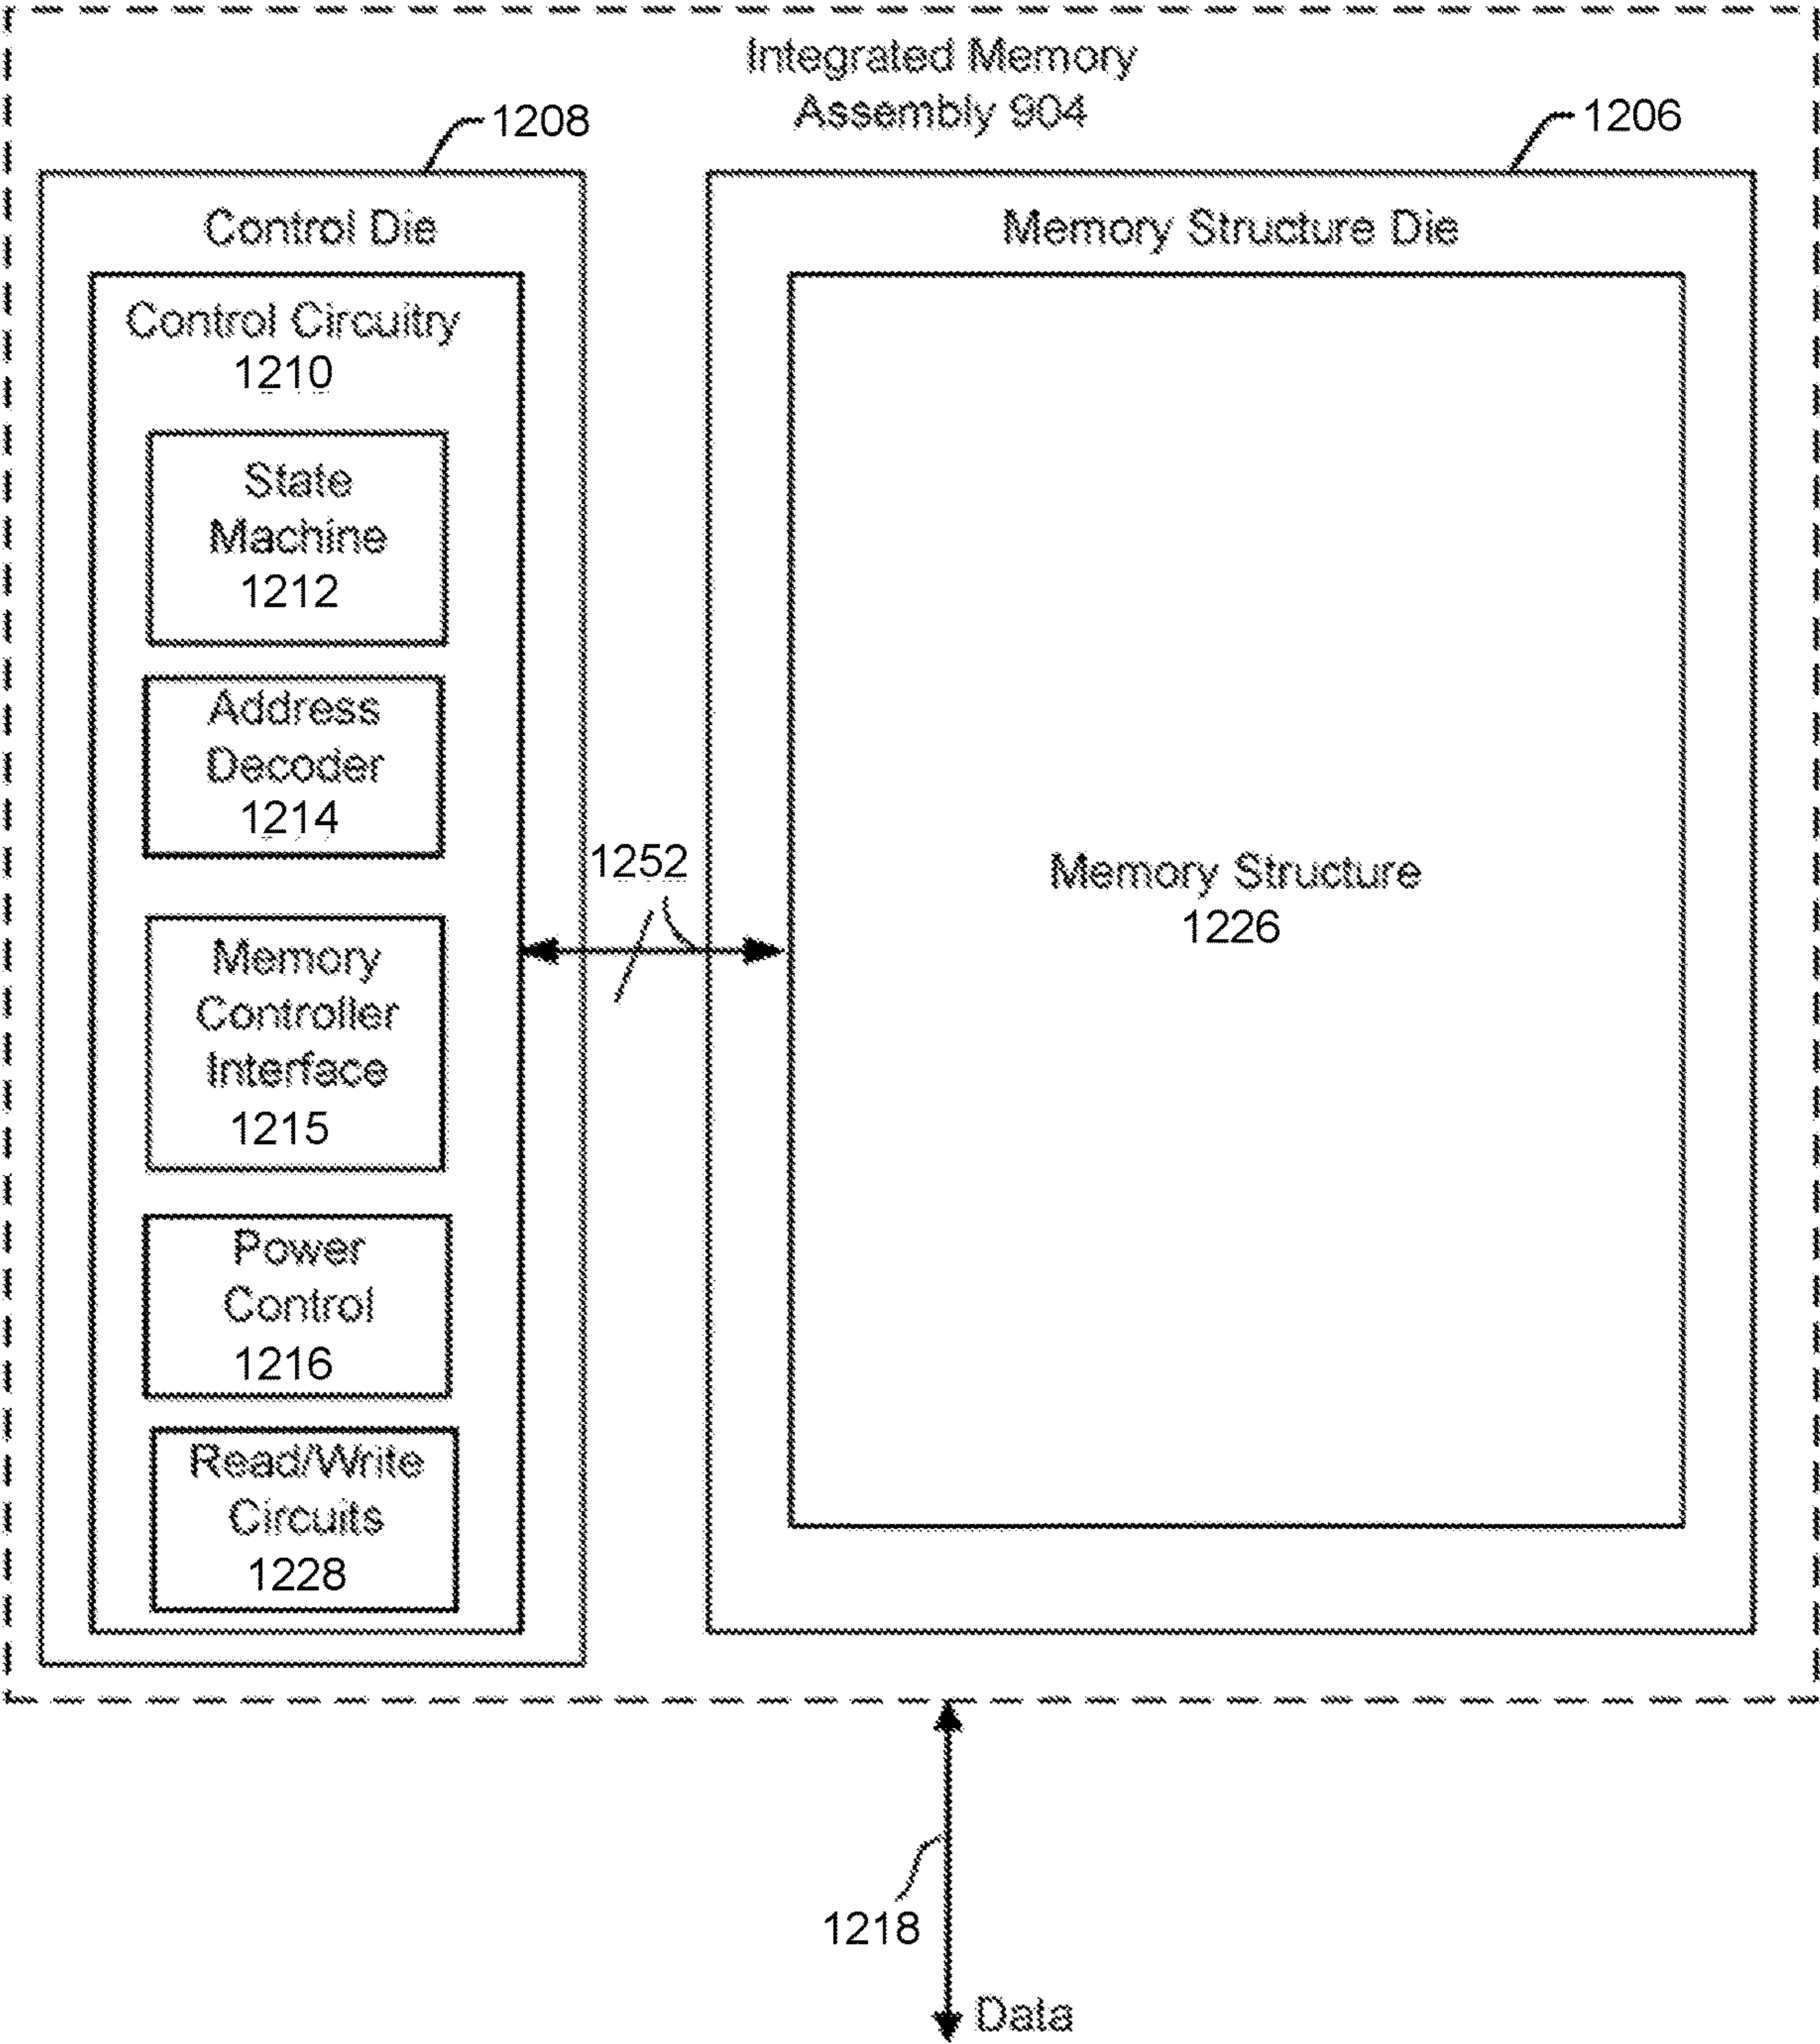 Integrated Memory
Assembly 904
1208
1206
Control Die
Control Circuitry
1210
State
Machine
1212
Address
Decoder
1214
Memory
Controller
Interface
1215
Power
Control
1216
Read/Write
Circuits
1228
1252
Memory Structure Die
Memory Structure
1226
1218
Data